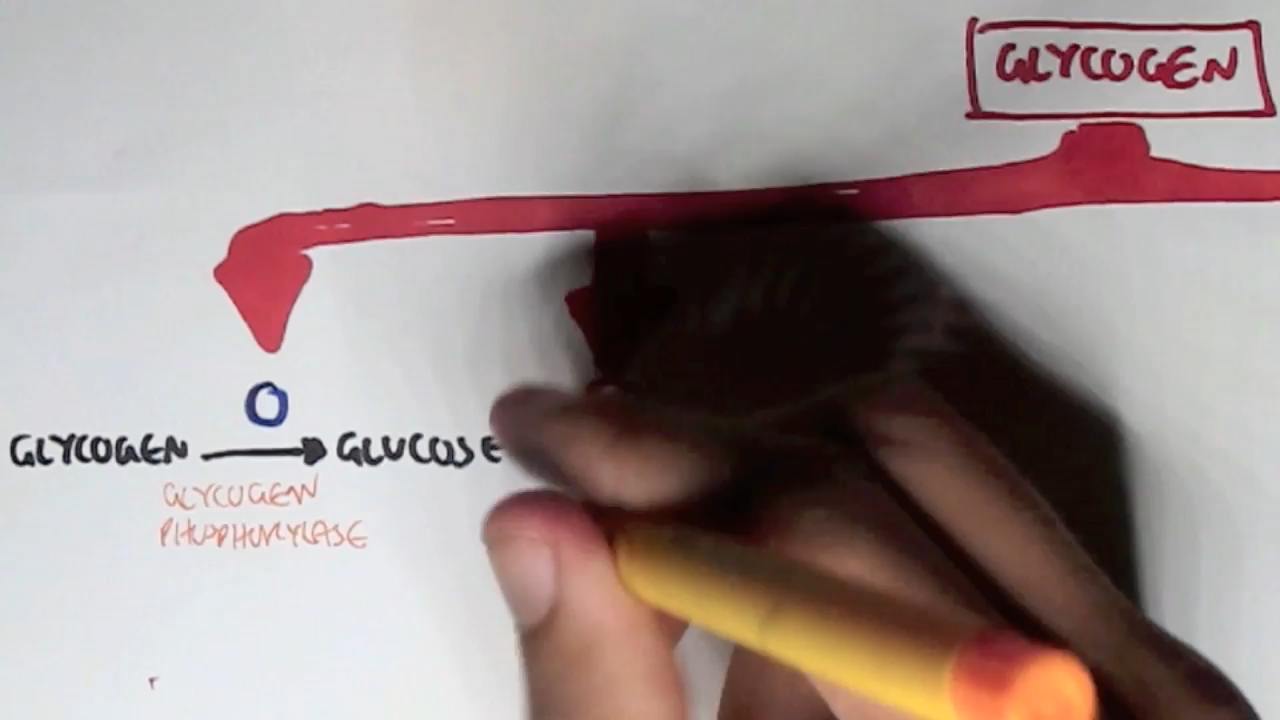 GLYCOGEN
O
GLYCOGEN → GLUCOSE
GLYCOGEN
PHOSPHORYLASE